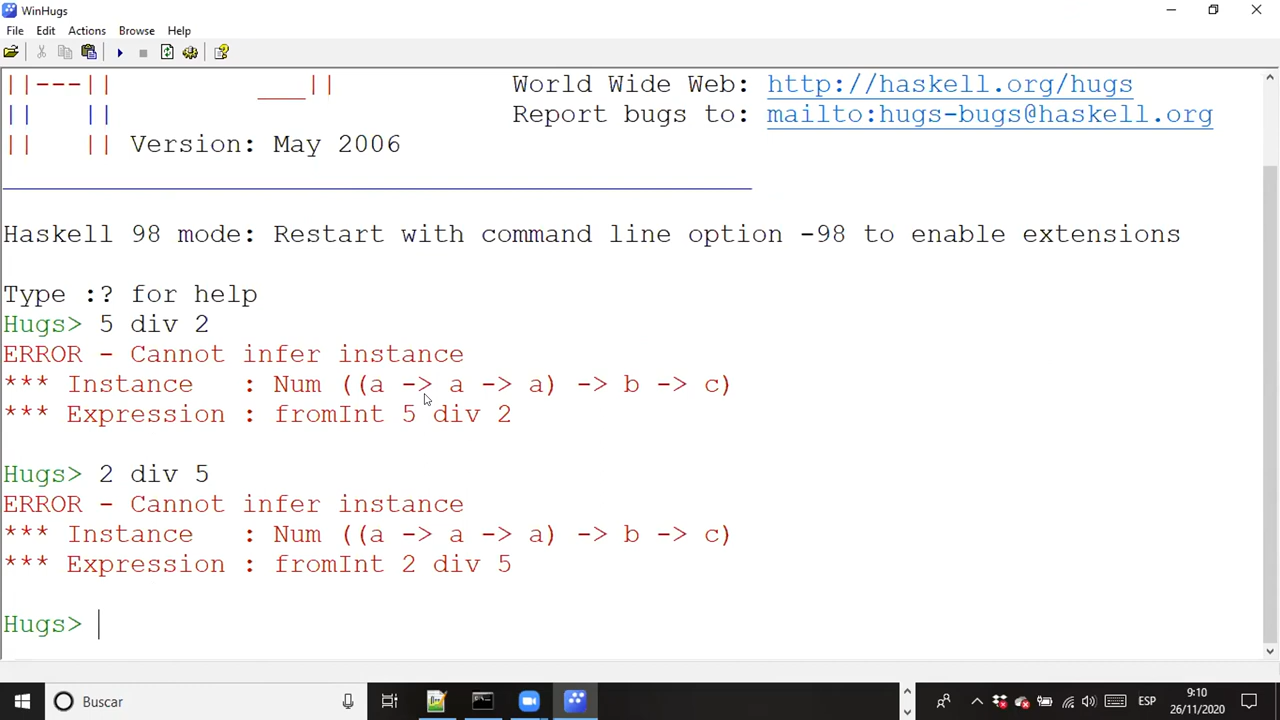 WinHugs
File Edit Actions Browse Help
||---|| ___|| World Wide Web: http://haskell.org/hugs
|| || Report bugs to: mailto:hugs-bugs@haskell.org
|| || Version: May 2006
Haskell 98 mode: Restart with command line option -98 to enable extensions
Type :? for help
Hugs> 5 div 2
ERROR - Cannot infer instance
*** Instance : Num ((a -> a -> a) -> b -> c)
*** Expression : fromInt 5 div 2
Hugs> 2 div 5
ERROR - Cannot infer instance
*** Instance : Num ((a -> a -> a) -> b -> c)
*** Expression : fromInt 2 div 5
Hugs>
Buscar
ESP
9:10
26/11/2020